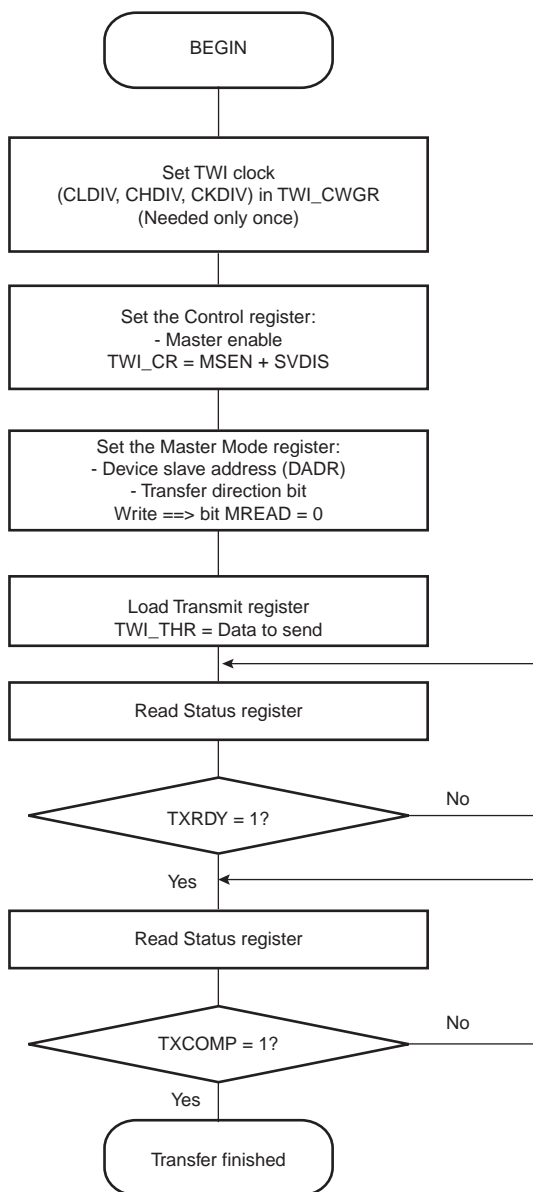 BEGIN
Set TWI clock
(CLDIV, CHDIV, CKDIV) in TWI_CWGR
(Needed only once)
Set the Control register:
- Master enable
TWI_CR = MSEN + SVDIS
Set the Master Mode register:
- Device slave address (DADR)
- Transfer direction bit
Write ==> bit MREAD = 0
Load Transmit register
TWI_THR = Data to send
Read Status register
TXRDY = 1?
No
Yes
Read Status register
TXCOMP = 1?
No
Yes
Transfer finished